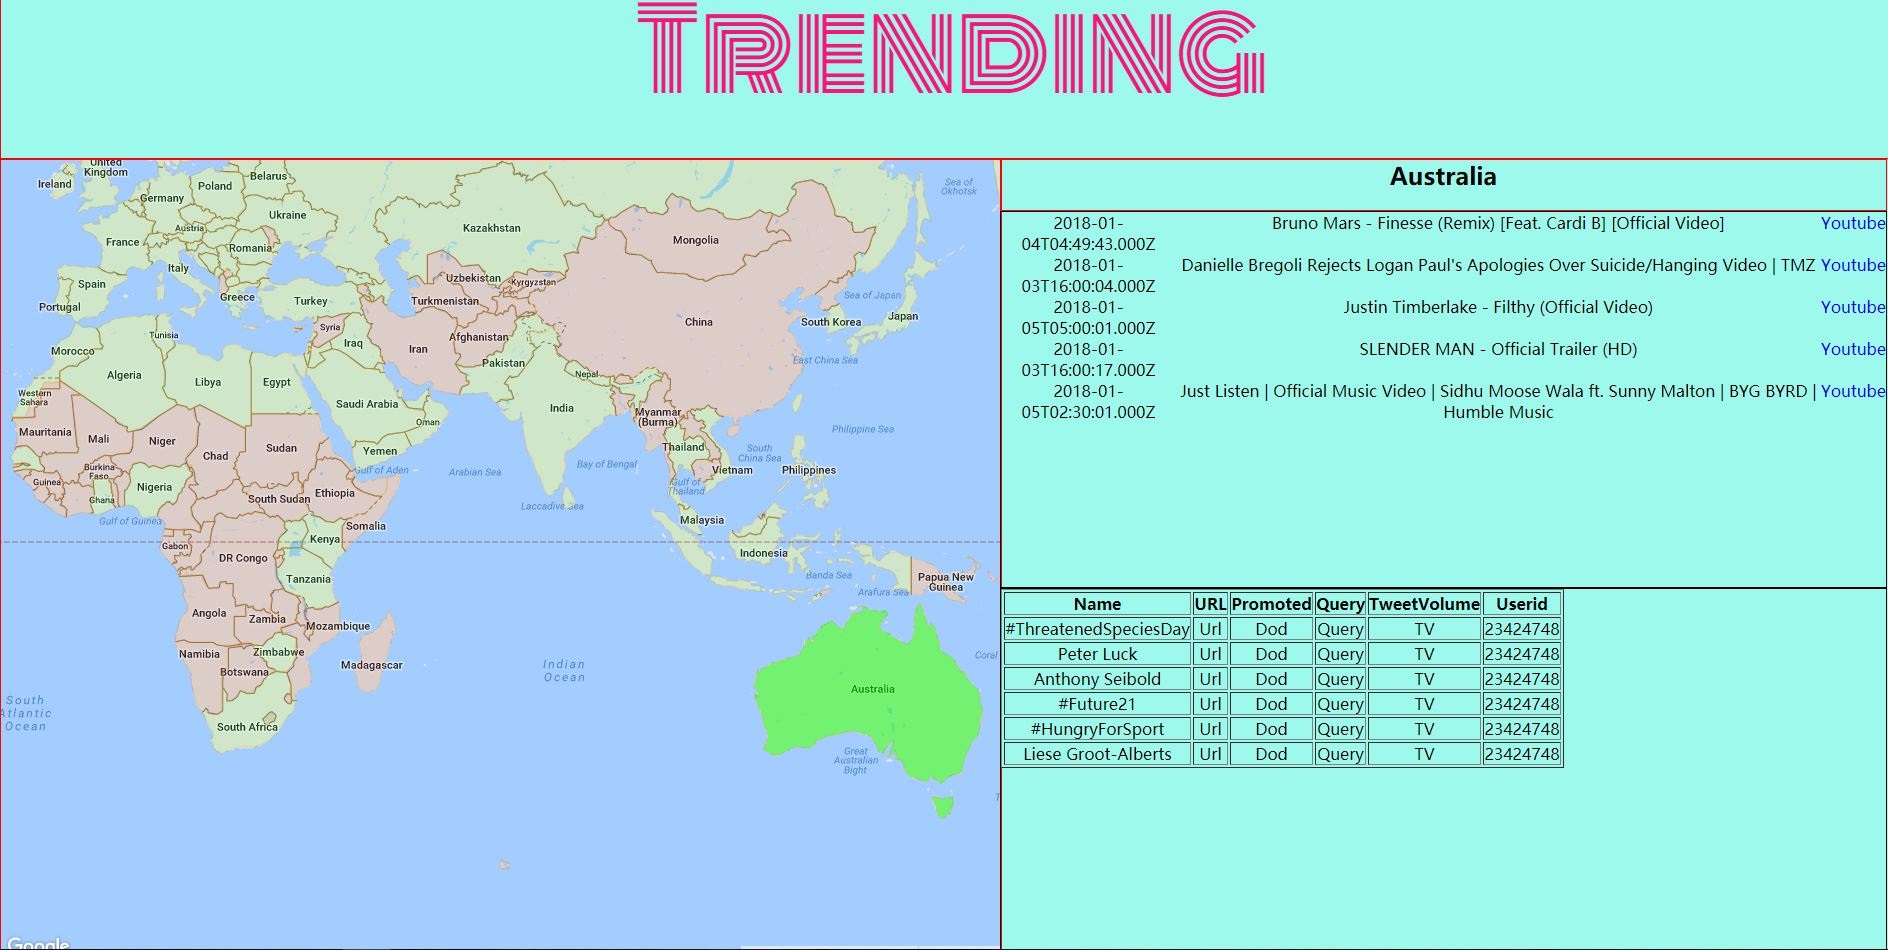 TRENDING
United
Kingdom
Ireland
Belarus
Poland
Germany
Ukraine
Austria
France
Romania
Kazakhstan
Mongolia
Sea of
Okhotsk
Italy
Spain
Uzbekistan
Kyrgyzstan
Portugal
Greece
Turkey
Turkmenistan
Sea of Japan
Japan
South Korea
China
Syria
Tunisia
Iraq
Iran
Afghanistan
Morocco
Pakistan
East China Sea
Algeria
Libya
Egypt
Nepal
Western
Sahara
Saudi Arabia
India
Myanmar
(Burma)
Oman
Mauritania
Mali
Niger
Chad
Sudan
Yemen
Thailand
South
China Sea
Philippine Sea
Burkina
Faso
Gulf of Aden
Arabian Sea
Bay of Bengal
Vietnam
Philippines
Guinea
Nigeria
Ghana
South Sudan
Ethiopia
Gulf of
Thailand
Laccadive Sea
Gulf of Guinea
Somalia
Malaysia
Gabon
Kenya
DR Congo
Indonesia
Tanzania
Banda Sea
Arafura Sea
Papua New
Guinea
Angola
Zambia
Mozambique
Namibia
Zimbabwe
Botswana
Madagascar
Indian
Ocean
Coral
South
Atlantic
Ocean
South Africa
Australia
Great
Australian
Bight
Google
Australia
2018-01-
04T04:49:43.000Z
Bruno Mars - Finesse (Remix) [Feat. Cardi B] [Official Video]
Youtube
2018-01-
03T16:00:04.000Z
Danielle Bregoli Rejects Logan Paul's Apologies Over Suicide/Hanging Video | TMZ
Youtube
2018-01-
05T05:00:01.000Z
Justin Timberlake - Filthy (Official Video)
Youtube
2018-01-
03T16:00:17.000Z
SLENDER MAN - Official Trailer (HD)
Youtube
2018-01-
05T02:30:01.000Z
Just Listen | Official Music Video | Sidhu Moose Wala ft. Sunny Malton | BYG BYRD |
Humble Music
Youtube
Name URL Promoted Query TweetVolume Userid
#ThreatenedSpeciesDay Url Dod Query TV 23424748
Peter Luck Url Dod Query TV 23424748
Anthony Seibold Url Dod Query TV 23424748
#Future21 Url Dod Query TV 23424748
#HungryForSport Url Dod Query TV 23424748
Liese Groot-Alberts Url Dod Query TV 23424748